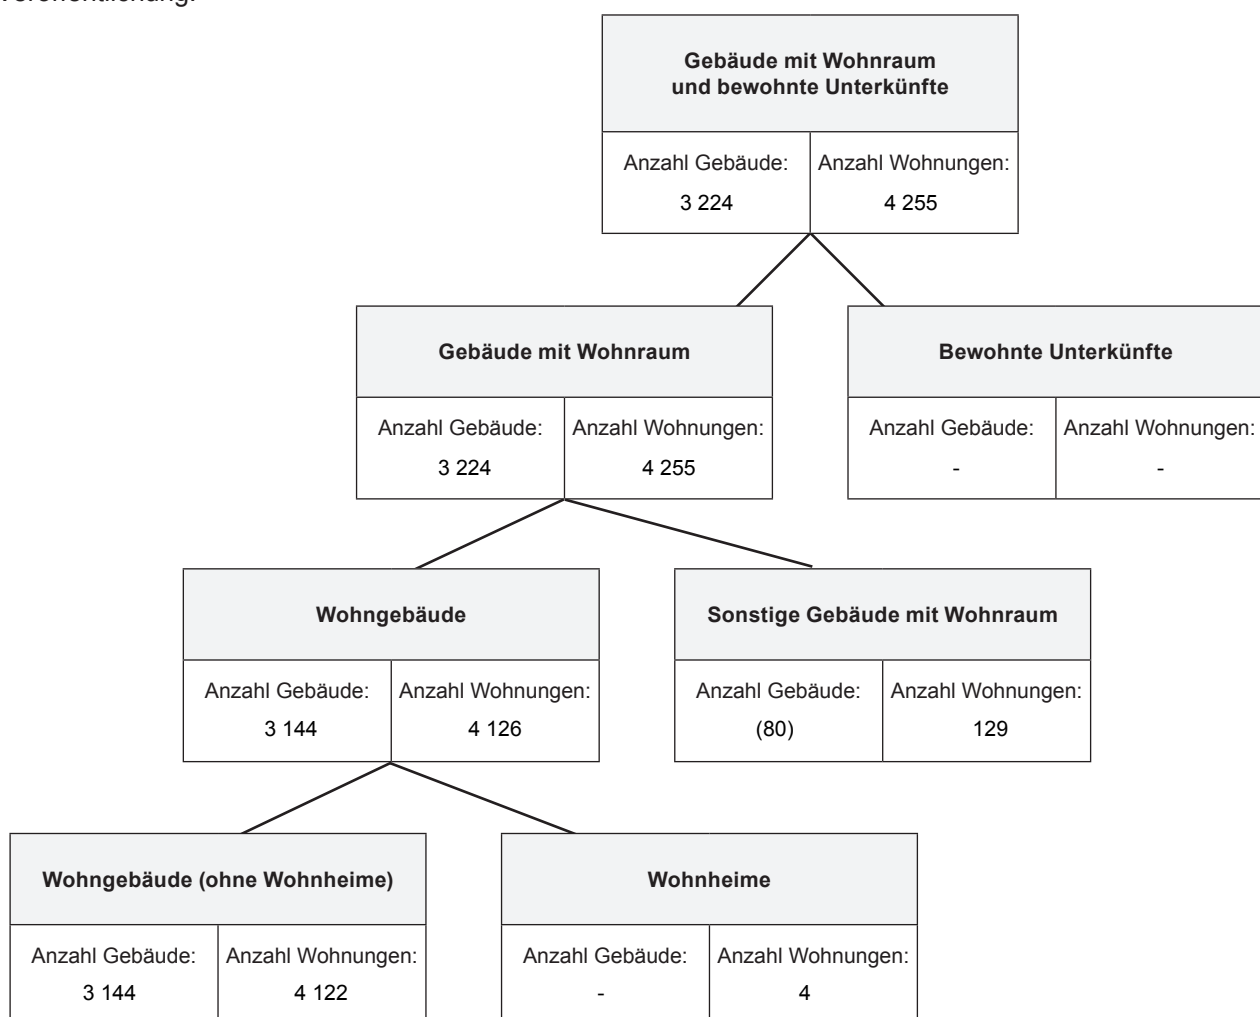 Veröffentlichung.
Gebäude mit Wohnraum
und bewohnte Unterkünfte
Anzahl Gebäude: Anzahl Wohnungen:
3 224 4 255
Gebäude mit Wohnraum Bewohnte Unterkünfte
Anzahl Gebäude: Anzahl Wohnungen: Anzahl Gebäude: Anzahl Wohnungen:
3 224 4 255 - -
Wohngebäude Sonstige Gebäude mit Wohnraum
Anzahl Gebäude: Anzahl Wohnungen: Anzahl Gebäude: Anzahl Wohnungen:
3 144 4 126 (80) 129
Wohngebäude (ohne Wohnheime) Wohnheime
Anzahl Gebäude: Anzahl Wohnungen: Anzahl Gebäude: Anzahl Wohnungen:
3 144 4 122 - 4